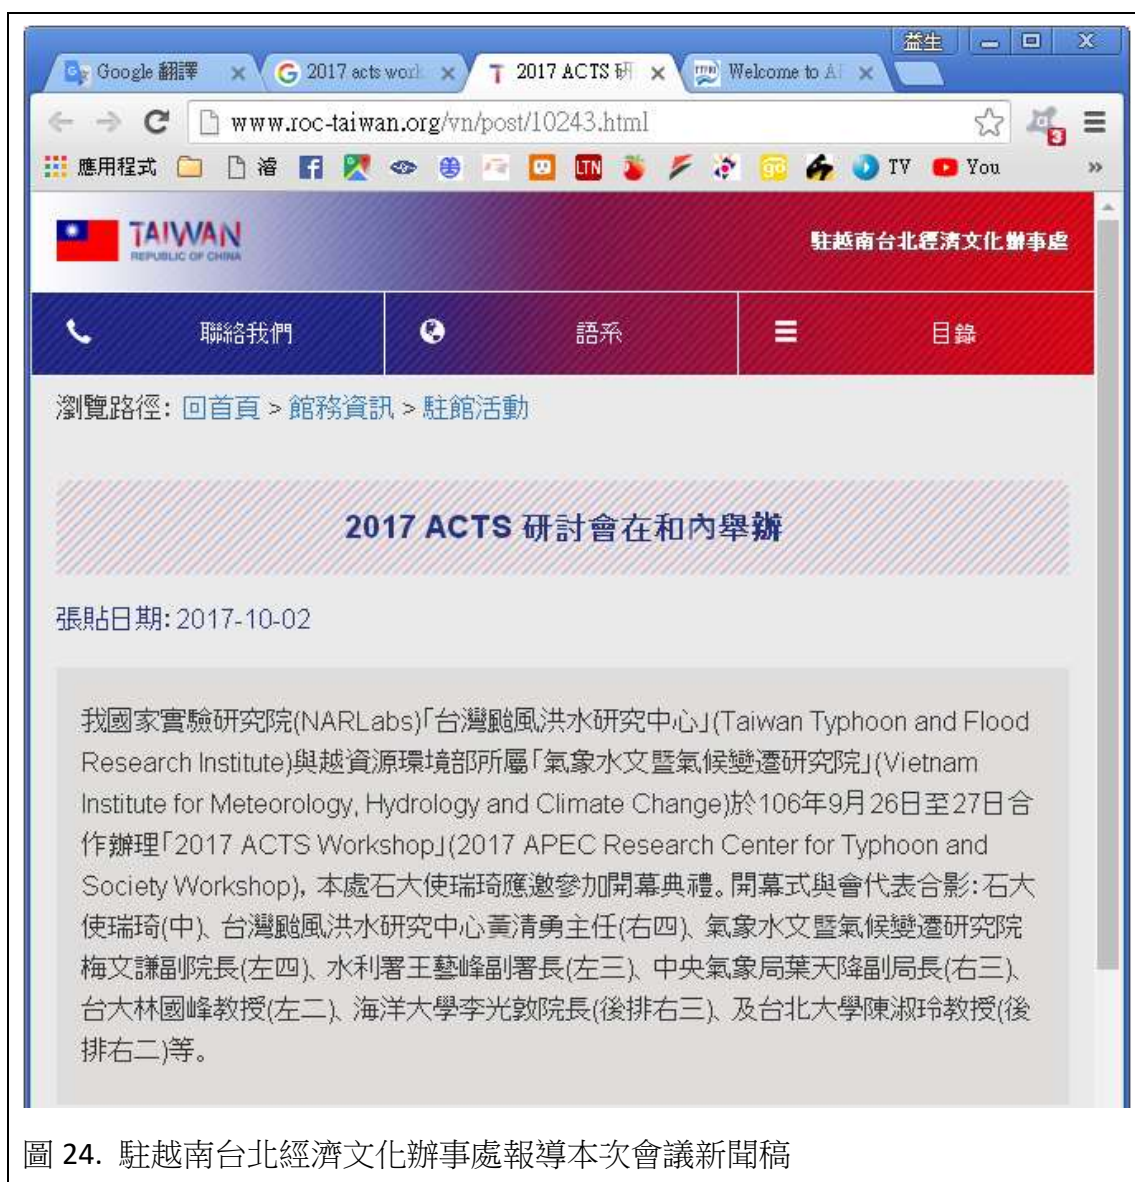 益生
Google 翻譯
2017 acts work
2017 ACTS 研
Welcome to A
www.roc-taiwan.org/vn/post/10243.html
3
應用程式
濬
LTN
go
TV
You
»
TAIWAN
REPUBLIC OF CHINA
駐越南台北經濟文化辦事處
聯絡我們
語系
目錄
瀏覽路徑: 回首頁 > 館務資訊 > 駐館活動
2017 ACTS 研討會在和內舉辦
張貼日期: 2017-10-02
我國家實驗研究院(NARLabs)「台灣颱風洪水研究中心」(Taiwan Typhoon and Flood
Research Institute)與越資源環境部所屬「氣象水文暨氣候變遷研究院」(Vietnam
Institute for Meteorology, Hydrology and Climate Change)於106年9月26日至27日合
作辦理「2017 ACTS Workshop」(2017 APEC Research Center for Typhoon and
Society Workshop), 本處石大使瑞琦應邀參加開幕典禮。開幕式與會代表合影:石大
使瑞琦(中)、台灣颱風洪水研究中心黃清勇主任(右四)、氣象水文暨氣候變遷研究院
梅文謙副院長(左四)、水利署王藝峰副署長(左三)、中央氣象局葉天降副局長(右三)、
台大林國峰教授(左二)、海洋大學李光敦院長(後排右三)、及台北大學陳淑玲教授(後
排右二)等。
圖 24. 駐越南台北經濟文化辦事處報導本次會議新聞稿